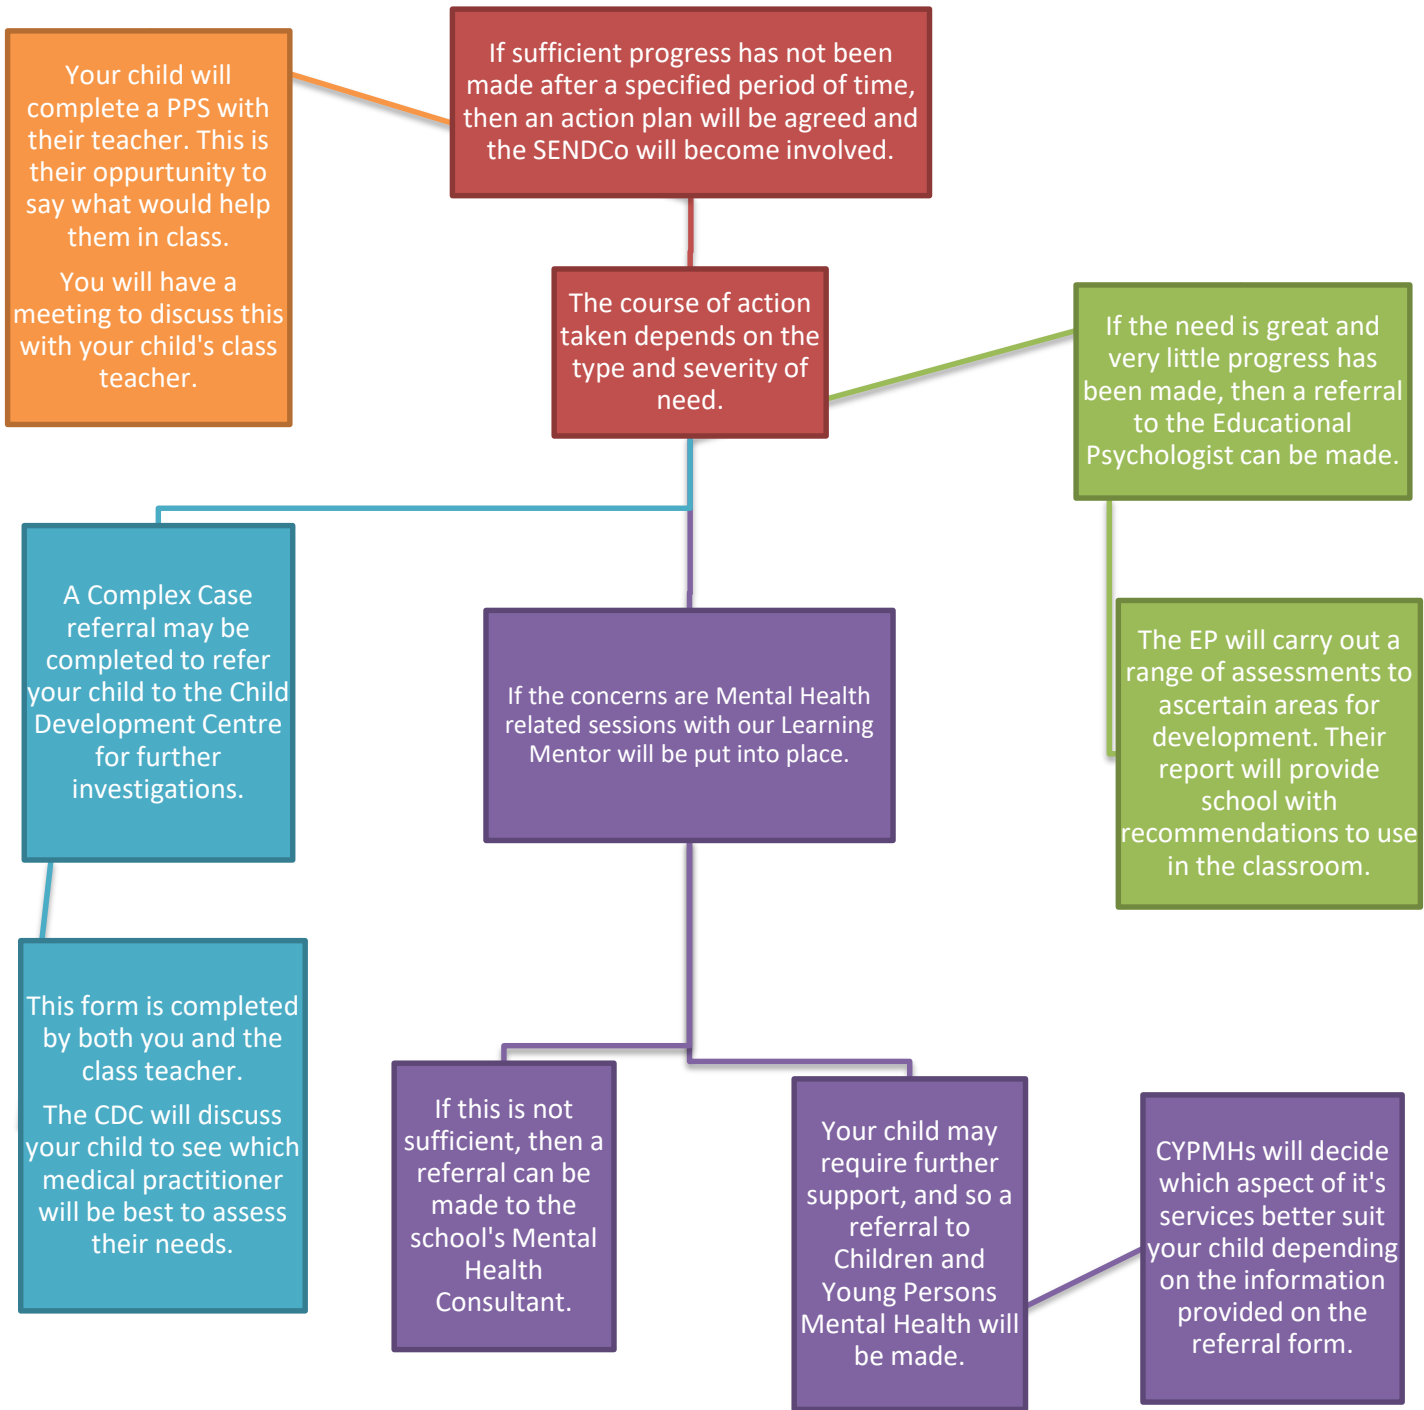 Your child will
complete a PPS with
their teacher. This is
their oppurtunity to
say what would help
them in class.
You will have a
meeting to discuss this
with your child's class
teacher.
If sufficient progress has not been
made after a specified period of time,
then an action plan will be agreed and
the SENDCo will become involved.
The course of action
taken depends on the
type and severity of
need.
If the need is great and
very little progress has
been made, then a referral
to the Educational
Psychologist can be made.
The EP will carry out a
range of assessments to
ascertain areas for
development. Their
report will provide
school with
recommendations to use
in the classroom.
A Complex Case
referral may be
completed to refer
your child to the Child
Development Centre
for further
investigations.
This form is completed
by both you and the
class teacher.
The CDC will discuss
your child to see which
medical practitioner
will be best to assess
their needs.
If the concerns are Mental Health
related sessions with our Learning
Mentor will be put into place.
If this is not
sufficient, then a
referral can be
made to the
school's Mental
Health
Consultant.
Your child may
require further
support, and so a
referral to
Children and
Young Persons
Mental Health will
be made.
CYPMHs will decide
which aspect of it's
services better suit
your child depending
on the information
provided on the
referral form.